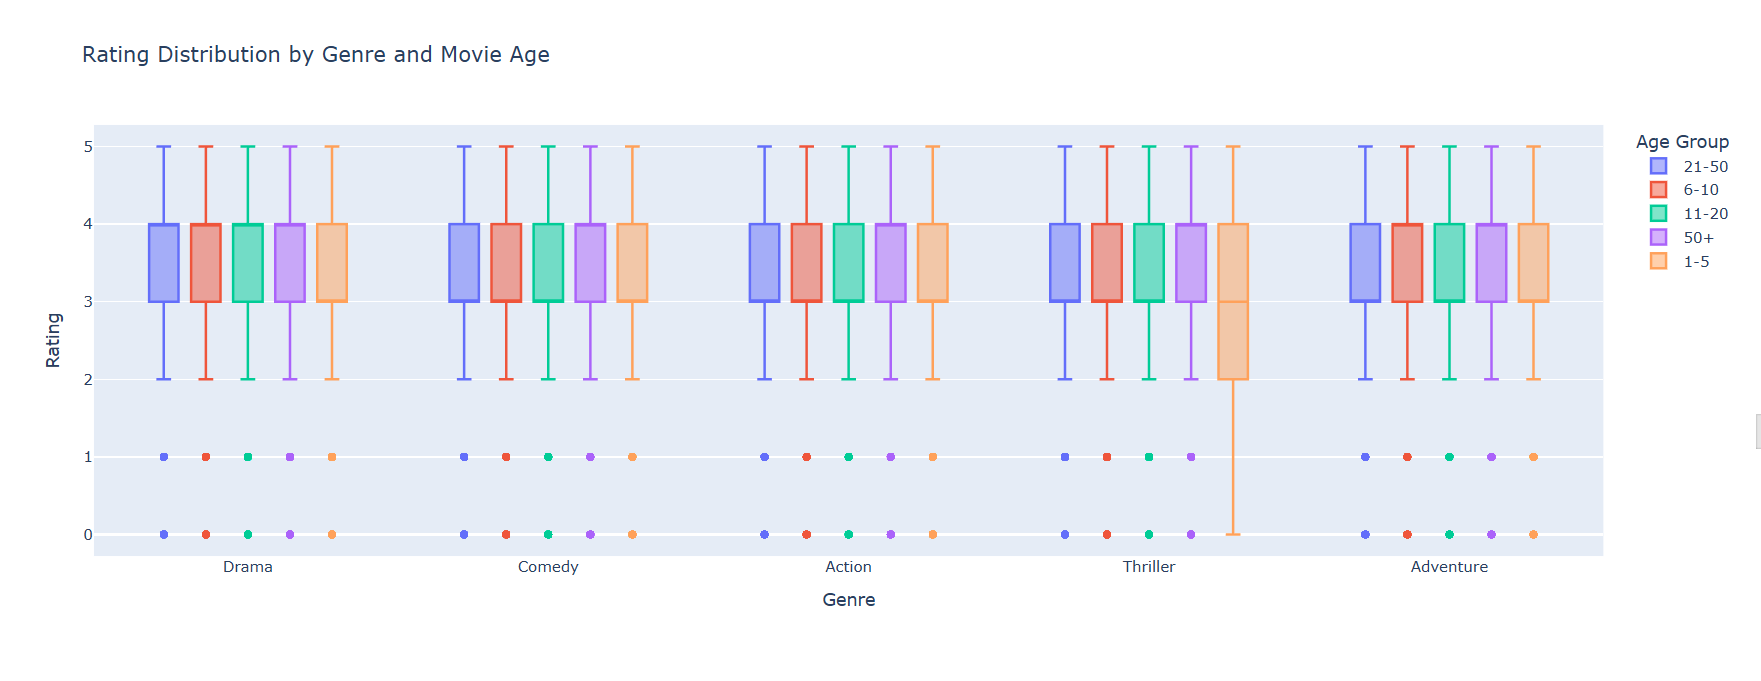 Rating Distribution by Genre and Movie Age
Age Group
21-50
6-10
11-20
50+
1-5
Rating
5
4
3
2
1
0
Drama Comedy Action Thriller Adventure
Genre